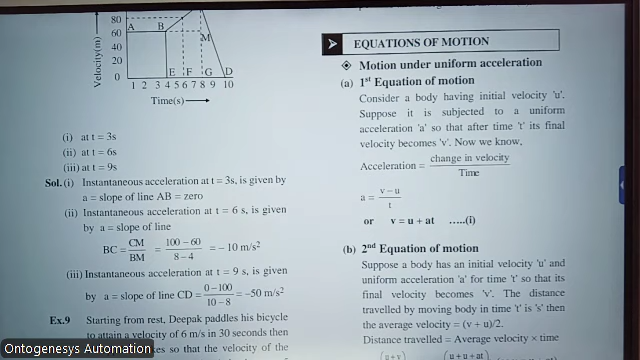 80
60
40
20
0
Velocity(m)
A
B
M
E
F
G
D
1 2 3 4 5 6 7 8 9 10
Time(s)
(i) at t = 3s
(ii) at t = 6s
(iii) at t = 9s
Sol.(i) Instantaneous acceleration at t = 3s, is given by
a = slope of line AB = zero
(ii) Instantaneous acceleration at t = 6 s, is given
by a = slope of line
BC = CM/BM = 100 – 60/8 – 4 = – 10 m/s²
(iii) Instantaneous acceleration at t = 9 s, is given
by a = slope of line CD = 0 – 100/10 – 8 = –50 m/s²
Ex.9 Starting from rest, Deepak paddles his bicycle
to attain a velocity of 6 m/s in 30 seconds then
so that the velocity of the
EQUATIONS OF MOTION
Motion under uniform acceleration
(a) 1st Equation of motion
Consider a body having initial velocity 'u'.
Suppose it is subjected to a uniform
acceleration 'a' so that after time 't' its final
velocity becomes 'v'. Now we know,
Acceleration = change in velocity/Time
a = v – u/t
or v = u + at .....(i)
(b) 2nd Equation of motion
Suppose a body has an initial velocity 'u' and
uniform acceleration 'a' for time 't' so that its
final velocity becomes 'v'. The distance
travelled by moving body in time 't' is 's' then
the average velocity = (v + u)/2.
Distance travelled = Average velocity × time
(u+v) (u+u+at)
Ontogenesys Automation